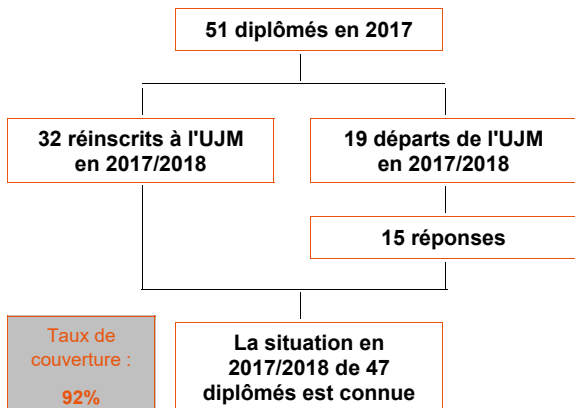 51 diplômés en 2017
32 réinscrits à l'UJM
en 2017/2018
19 départs de l'UJM
en 2017/2018
15 réponses
Taux de
couverture :
92%
La situation en
2017/2018 de 47
diplômés est connue